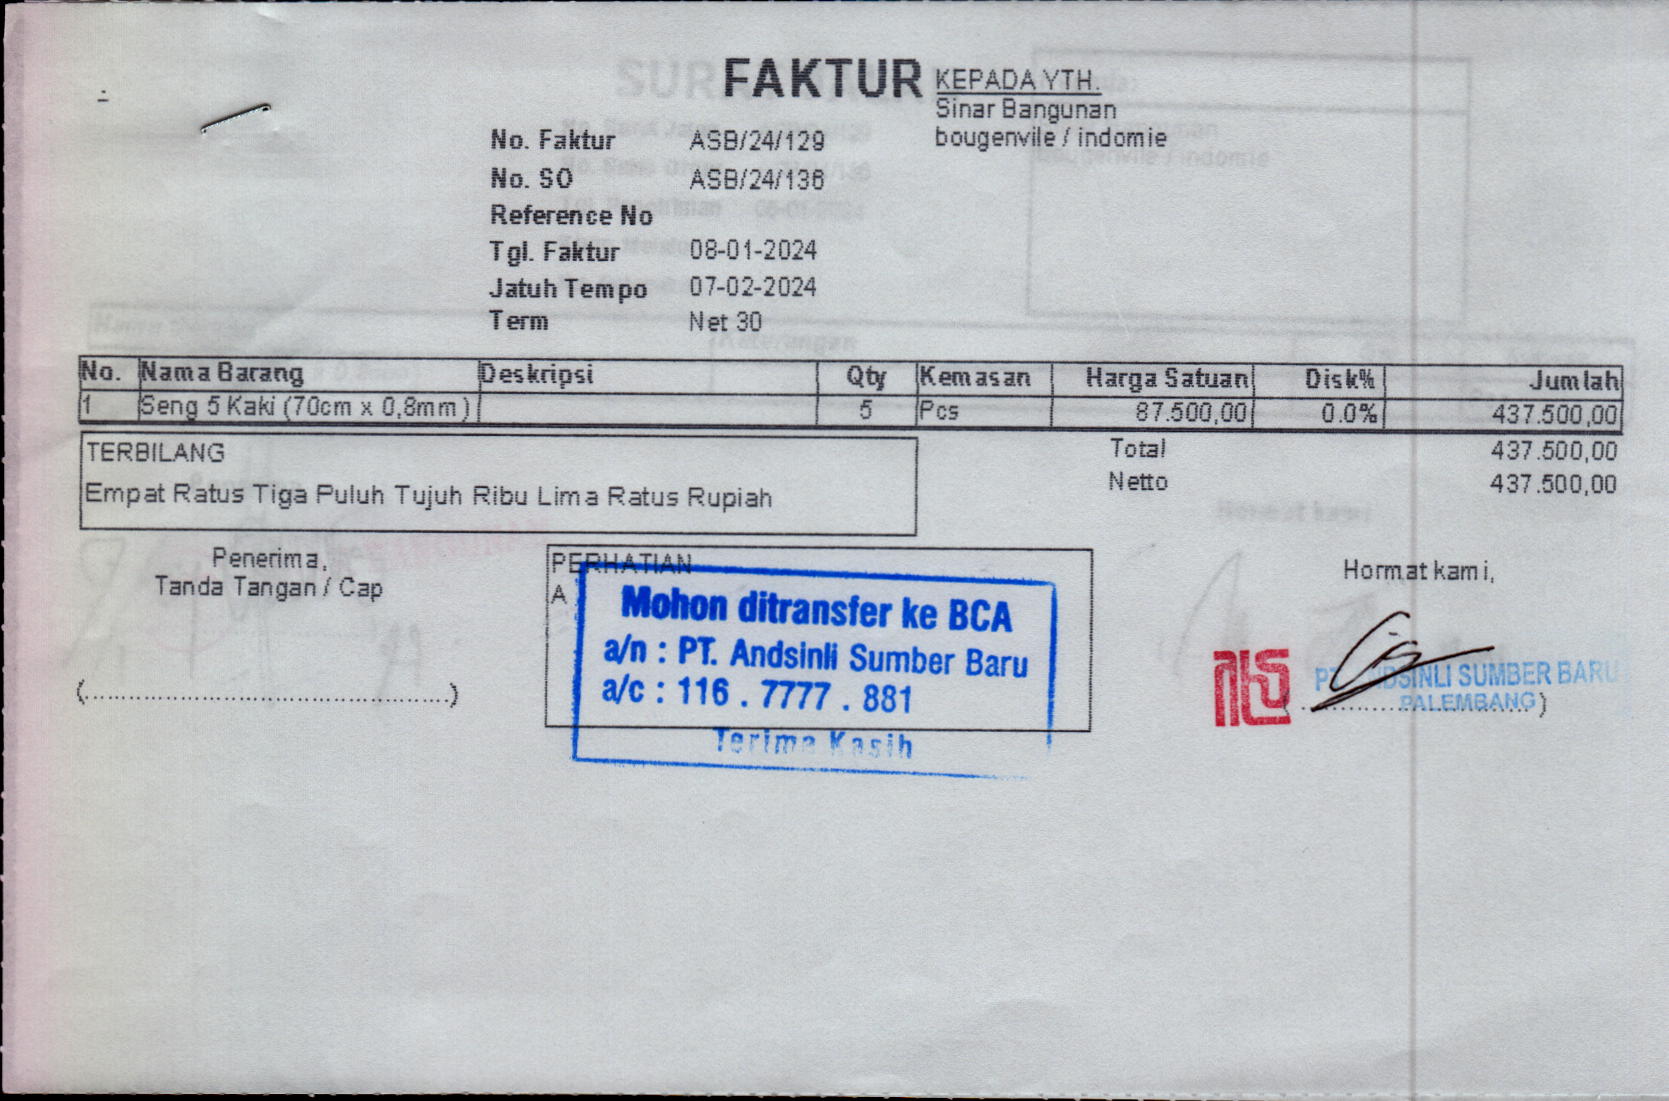 FAKTUR
KEPADA YTH.
Sinar Bangunan
bougenvile / indomie
No. Faktur ASB/24/129
No. SO ASB/24/136
Reference No
Tgl. Faktur 08-01-2024
Jatuh Tempo 07-02-2024
Term Net 30
No. Nama Barang Deskripsi Qty Kemasan Harga Satuan Disk% Jumlah
1 Seng 5 Kaki (70cm x 0,8mm) 5 Pcs 87.500,00 0.0% 437.500,00
TERBILANG
Empat Ratus Tiga Puluh Tujuh Ribu Lima Ratus Rupiah
Total 437.500,00
Netto 437.500,00
Penerima,
Tanda Tangan / Cap
(........................................................)
PERHATIAN
A
Mohon ditransfer ke BCA
a/n : PT. Andsinli Sumber Baru
a/c : 116 . 7777 . 881
Terima Kasih
Hormat kami,
PT. ANDSINLI SUMBER BARU
PALEMBANG